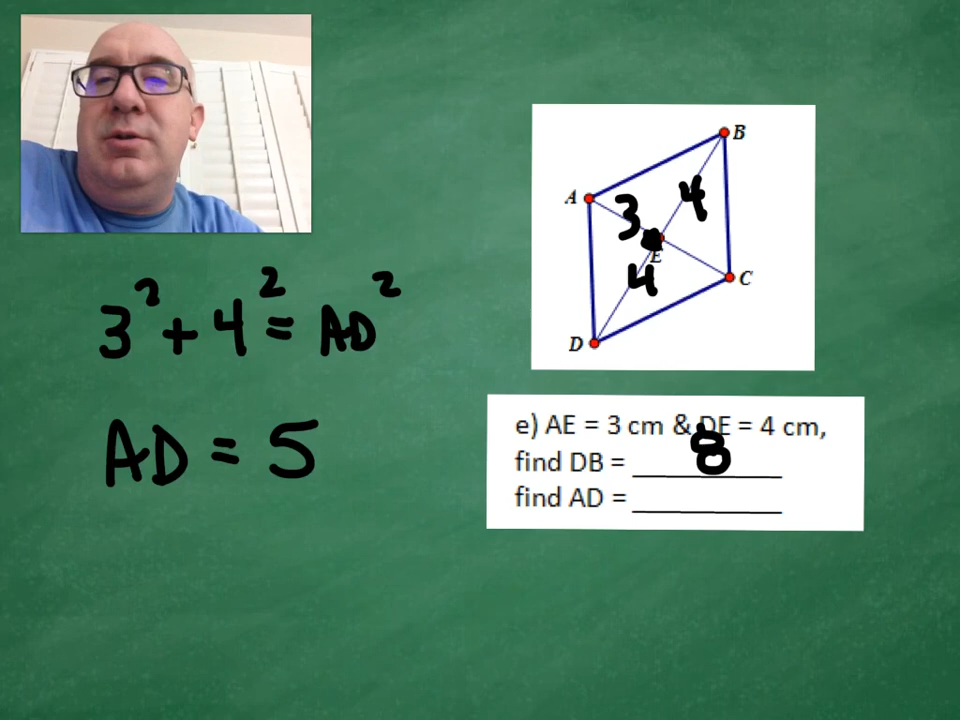 B
A
3
4
E
4
C
D
3² + 4² = AD²
AD = 5
e) AE = 3 cm & DE = 4 cm,
find DB = 8
find AD = ________